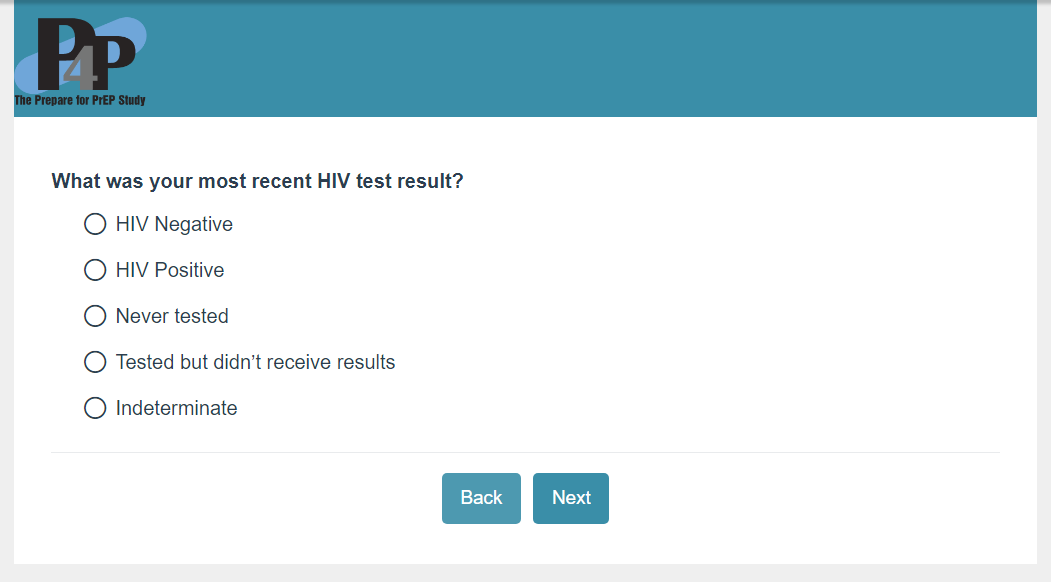 P4P
The Prepare for PrEP Study
What was your most recent HIV test result?
HIV Negative
HIV Positive
Never tested
Tested but didn’t receive results
Indeterminate
Back Next